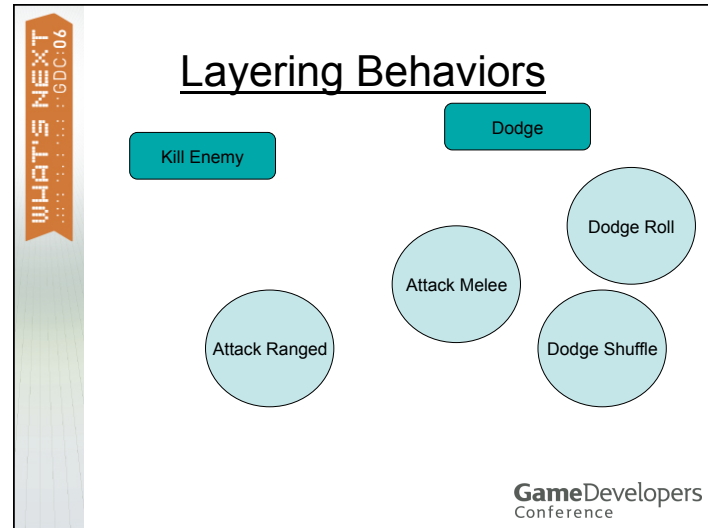 WHAT'S NEXT
::GDC:06
Layering Behaviors
Dodge
Kill Enemy
Dodge Roll
Attack Melee
Attack Ranged
Dodge Shuffle
GameDevelopers
Conference